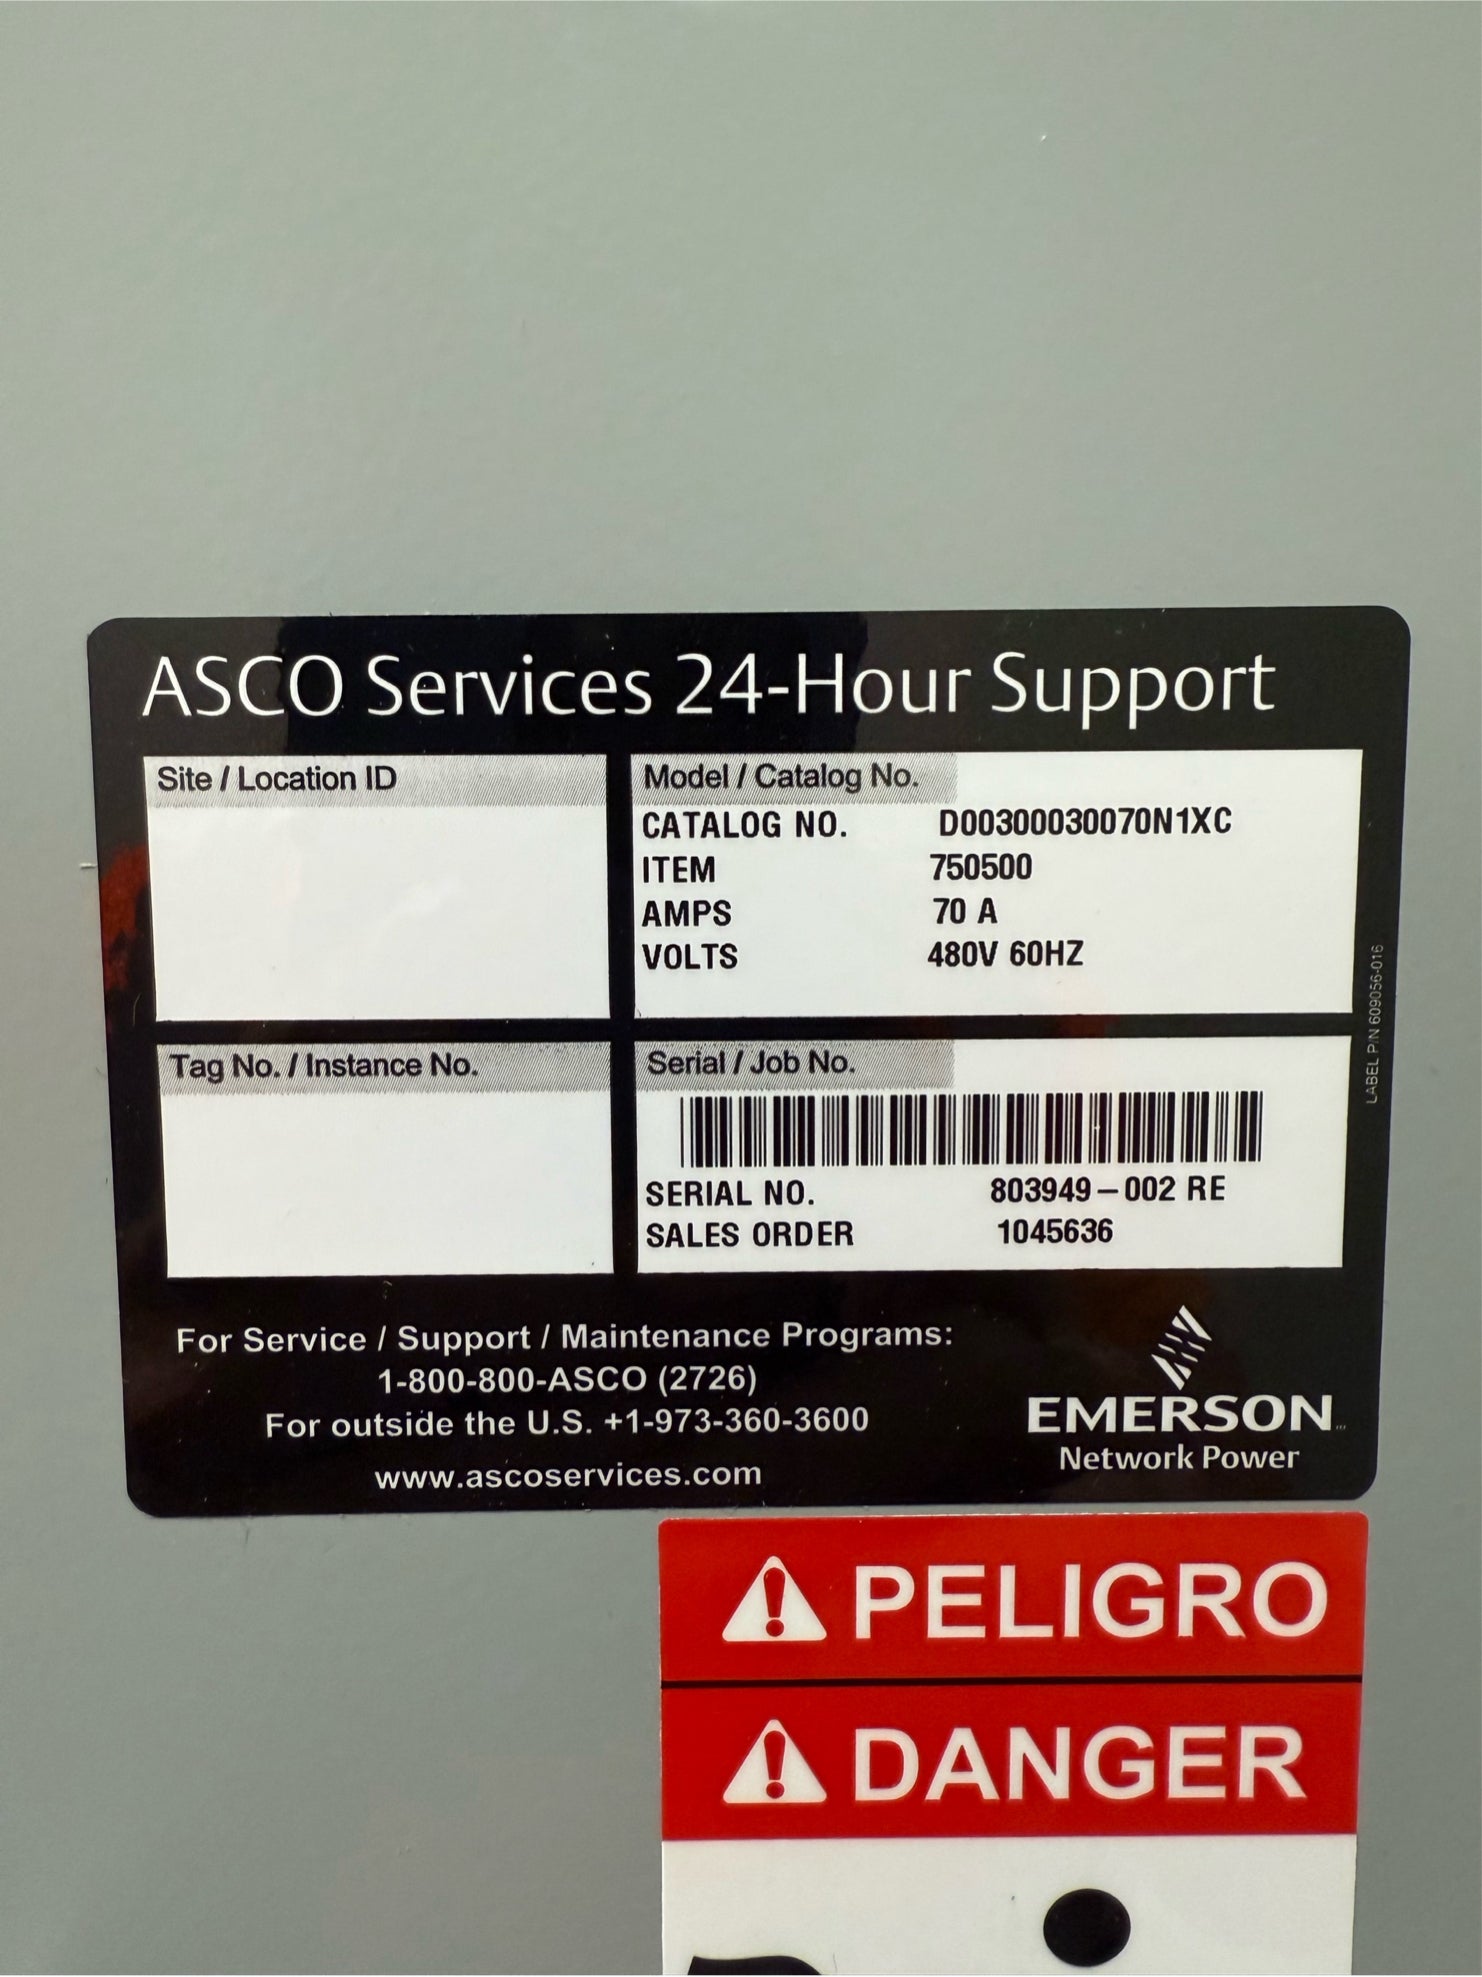 ASCO Services 24-Hour Support
Site / Location ID
Model / Catalog No.
CATALOG NO. D00300030070N1XC
ITEM 750500
AMPS 70 A
VOLTS 480V 60HZ
Tag No. / Instance No.
Serial / Job No.
SERIAL NO. 803949-002 RE
SALES ORDER 1045636
LABEL P/N 609056-016
For Service / Support / Maintenance Programs:
1-800-800-ASCO (2726)
For outside the U.S. +1-973-360-3600
www.ascoservices.com
EMERSON
Network Power
PELIGRO
DANGER